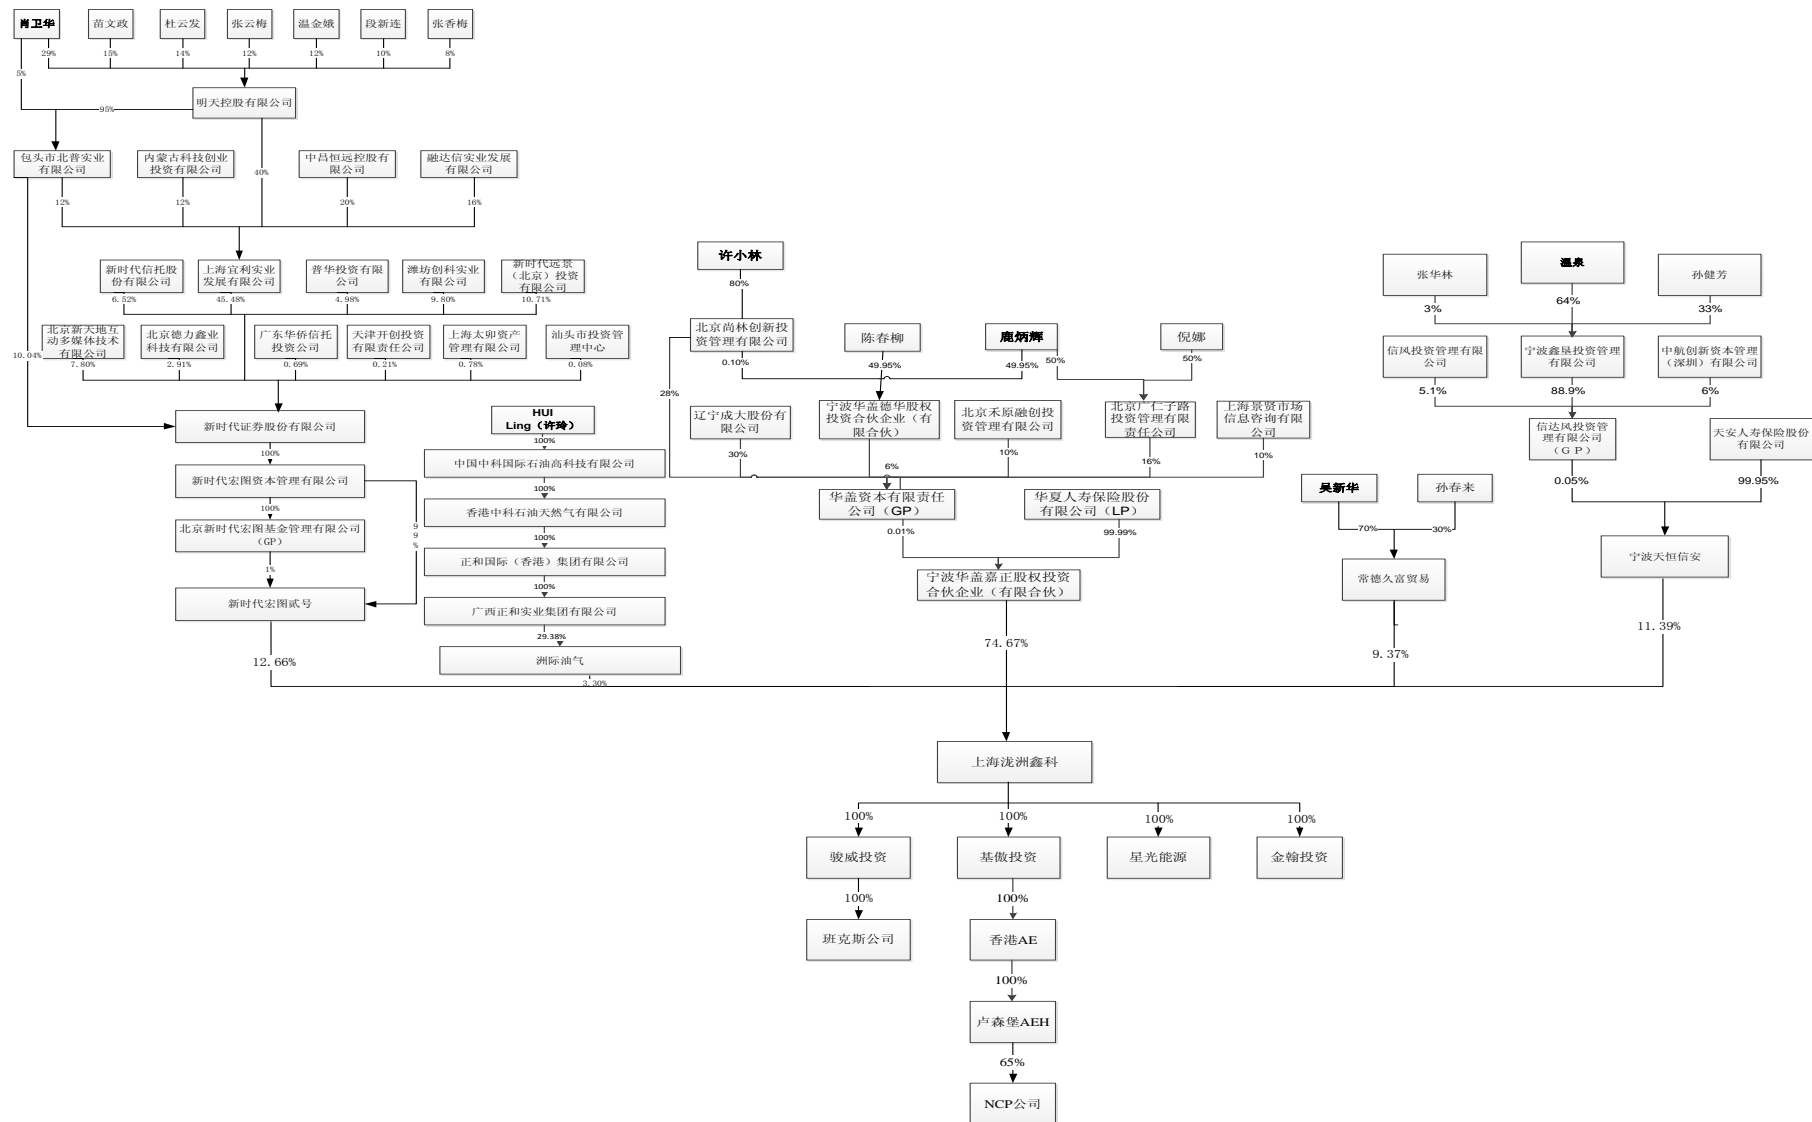 肖卫华
苗文政
杜云发
张云梅
温金娥
段新连
张香梅
29%
15%
14%
12%
12%
10%
8%
5%
明天控股有限公司
95%
包头市北普实业
有限公司
内蒙古科技创业
投资有限公司
中昌恒远控股有
限公司
融达信实业发展
有限公司
40%
12%
12%
20%
16%
新时代信托股
份有限公司
上海宜利实业
发展有限公司
普华投资有限
公司
潍坊创科实业
有限公司
新时代远景
（北京）投资
有限公司
6.52%
45.48%
4.98%
9.80%
10.71%
北京新天地互
动多媒体技术
有限公司
北京德力鑫业
科技有限公司
广东华侨信托
投资公司
天津开创投资
有限责任公司
上海太卯资产
管理有限公司
汕头市投资管
理中心
10.04%
7.80%
2.91%
0.69%
0.21%
0.78%
0.08%
新时代证券股份有限公司
100%
新时代宏图资本管理有限公司
100%
北京新时代宏图基金管理有限公司
（GP）
99%
1%
新时代宏图贰号
12.66%
HUI
Ling（许玲）
100%
中国中科国际石油高科技有限公司
100%
香港中科石油天然气有限公司
100%
正和国际（香港）集团有限公司
100%
广西正和实业集团有限公司
29.38%
洲际油气
3.30%
许小林
80%
北京尚林创新投
资管理有限公司
陈春柳
鹿炳辉
倪娜
0.10%
49.95%
49.95%
50%
50%
28%
辽宁成大股份有
限公司
宁波华盖德华股权
投资合伙企业（有
限合伙）
北京禾原融创投
资管理有限公司
北京广仁子路
投资管理有限
责任公司
上海景贤市场
信息咨询有限
公司
30%
6%
10%
16%
10%
华盖资本有限责任
公司（GP）
华夏人寿保险股份
有限公司（LP）
0.01%
99.99%
宁波华盖嘉正股权投资
合伙企业（有限合伙）
74.67%
吴新华
孙春来
70%
30%
常德久富贸易
9.37%
张华林
温泉
孙健芳
3%
64%
33%
信风投资管理有限
公司
宁波鑫垦投资管理
有限公司
中航创新资本管理
（深圳）有限公司
5.1%
88.9%
6%
信达风投资管
理有限公司
（GP）
天安人寿保险股份
有限公司
0.05%
99.95%
宁波天恒信安
11.39%
上海泷洲鑫科
100%
100%
100%
100%
骏威投资
基傲投资
星光能源
金翰投资
100%
100%
班克斯公司
香港AE
100%
卢森堡AEH
65%
NCP公司